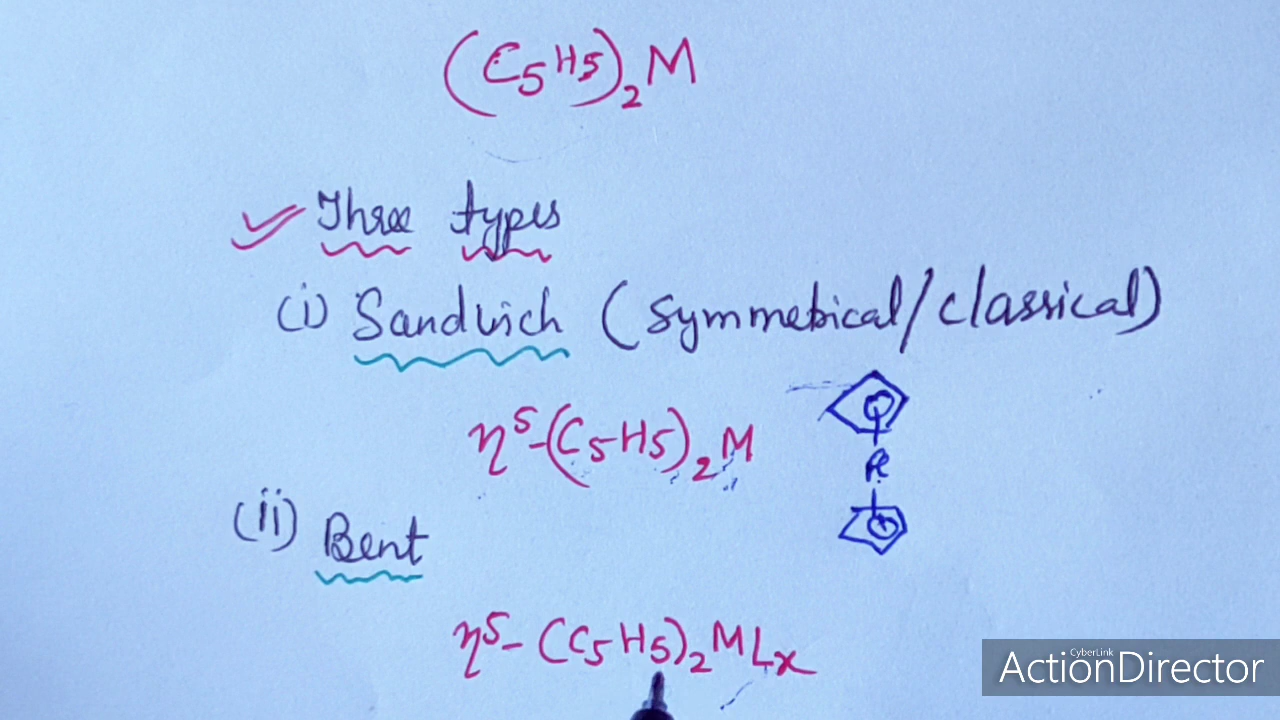 (C5H5)2M
Three types
(i) Sandwich (Symmetrical/classical)
η5-(C5H5)2M
(ii) Bent
η5-(C5H5)2MLx
CyberLink
ActionDirector